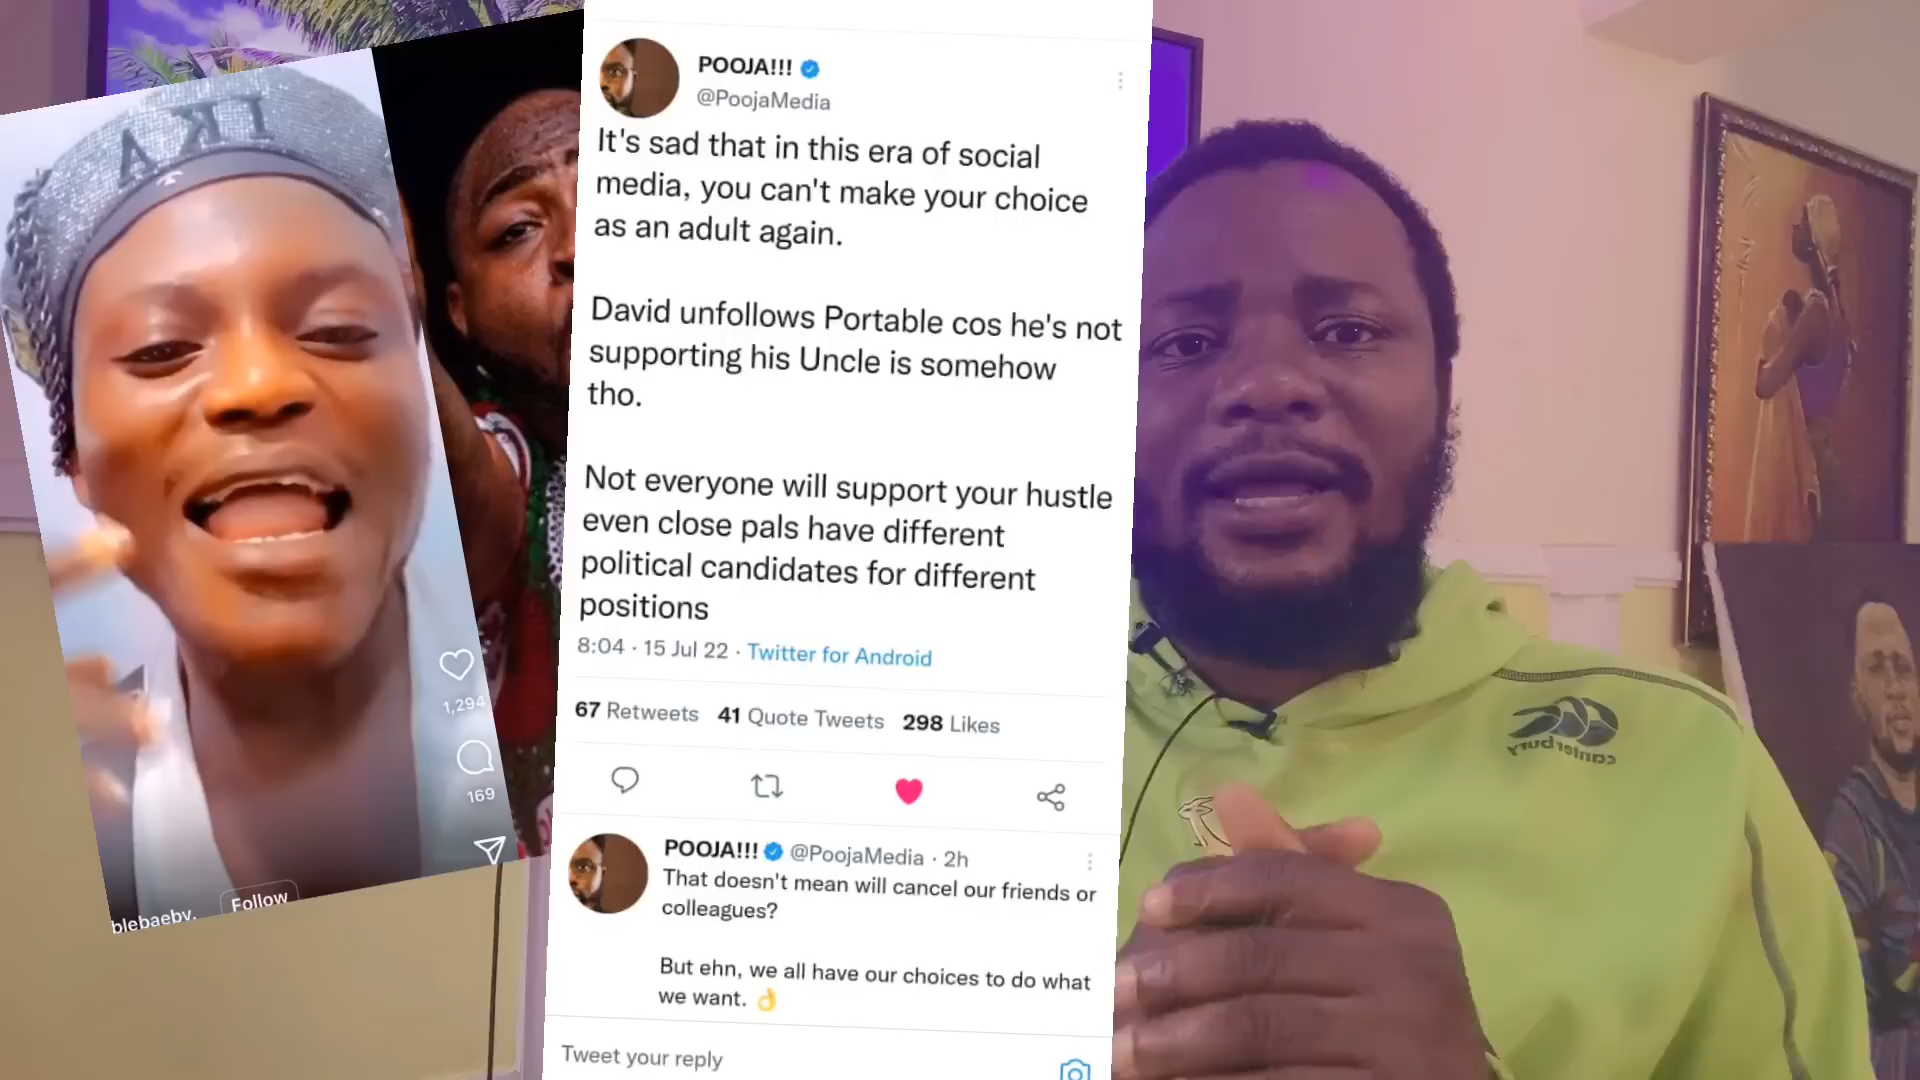 IKA
1,294
169
Follow
blebaeby.
POOJA!!!
@PoojaMedia
It's sad that in this era of social
media, you can't make your choice
as an adult again.
David unfollows Portable cos he's not
supporting his Uncle is somehow
tho.
Not everyone will support your hustle
even close pals have different
political candidates for different
positions
8:04 · 15 Jul 22 · Twitter for Android
67 Retweets 41 Quote Tweets 298 Likes
POOJA!!! @PoojaMedia · 2h
That doesn't mean will cancel our friends or
colleagues?
But ehn, we all have our choices to do what
we want. 👌
Tweet your reply
canterbury